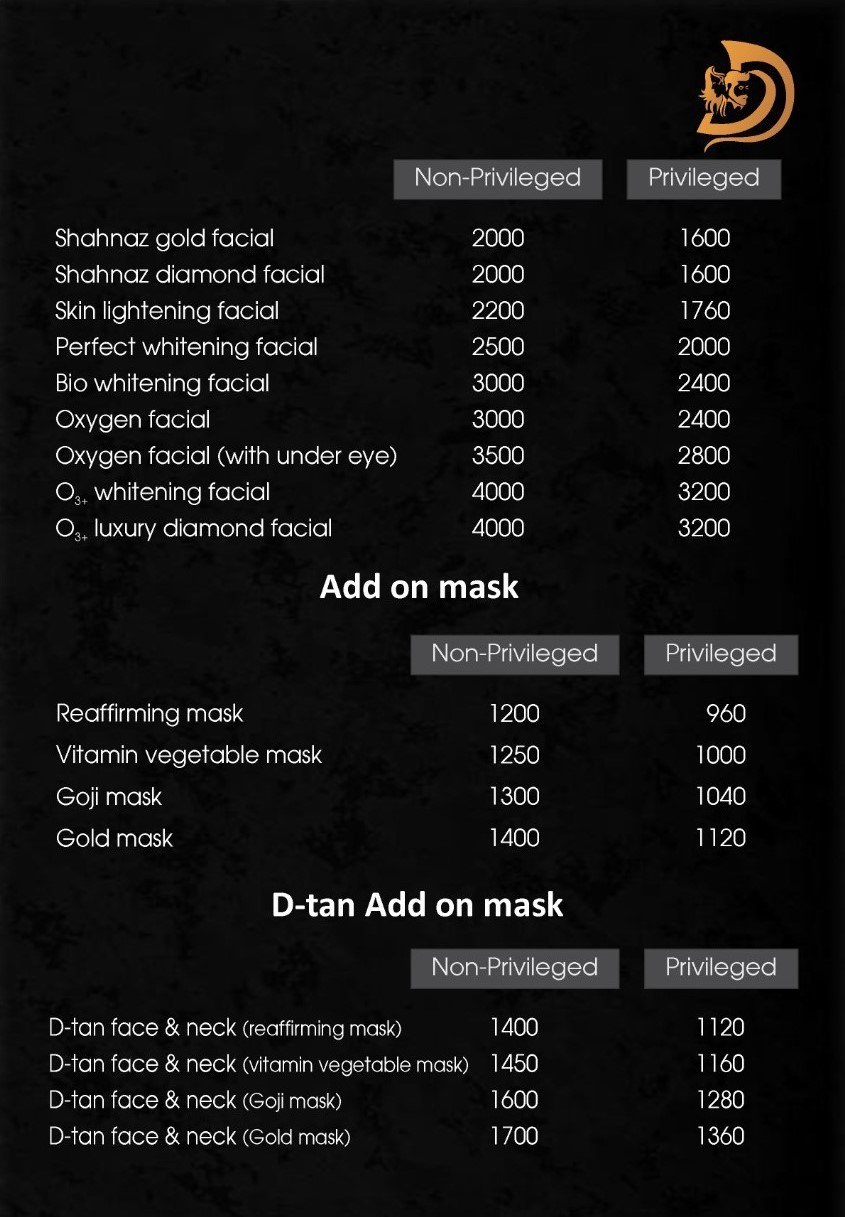 Non-Privileged Privileged
Shahnaz gold facial 2000 1600
Shahnaz diamond facial 2000 1600
Skin lightening facial 2200 1760
Perfect whitening facial 2500 2000
Bio whitening facial 3000 2400
Oxygen facial 3000 2400
Oxygen facial (with under eye) 3500 2800
O₃₊ whitening facial 4000 3200
O₃₊ luxury diamond facial 4000 3200
Add on mask
Non-Privileged Privileged
Reaffirming mask 1200 960
Vitamin vegetable mask 1250 1000
Goji mask 1300 1040
Gold mask 1400 1120
D-tan Add on mask
Non-Privileged Privileged
D-tan face & neck (reaffirming mask) 1400 1120
D-tan face & neck (vitamin vegetable mask) 1450 1160
D-tan face & neck (Goji mask) 1600 1280
D-tan face & neck (Gold mask) 1700 1360